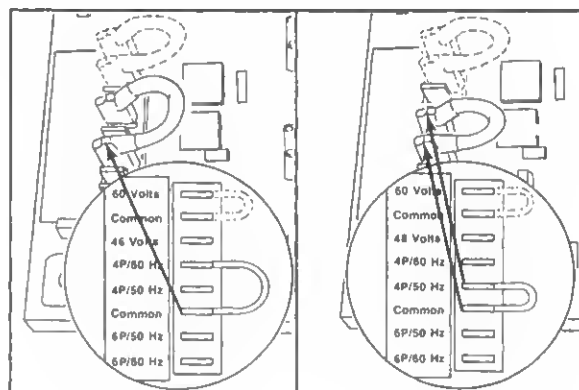 60 Volts
Common
46 Volts
4P/60 Hz
4P/50 Hz
Common
6P/50 Hz
6P/60 Hz
60 Volts
Common
48 Volts
4P/60 Hz
4P/50 Hz
Common
6P/50 Hz
6P/60 Hz